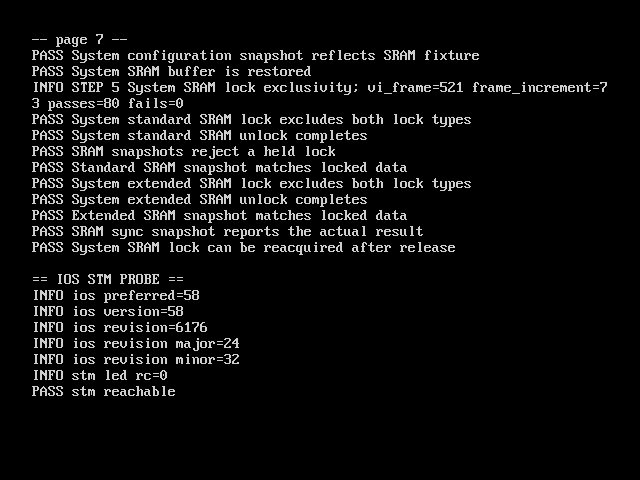 -- page 7 --
PASS System configuration snapshot reflects SRAM fixture
PASS System SRAM buffer is restored
INFO STEP 5 System SRAM lock exclusivity; vi_frame=521 frame_increment=7
3 passes=80 fails=0
PASS System standard SRAM lock excludes both lock types
PASS System standard SRAM unlock completes
PASS SRAM snapshots reject a held lock
PASS Standard SRAM snapshot matches locked data
PASS System extended SRAM lock excludes both lock types
PASS System extended SRAM unlock completes
PASS Extended SRAM snapshot matches locked data
PASS SRAM sync snapshot reports the actual result
PASS System SRAM lock can be reacquired after release
== IOS STM PROBE ==
INFO ios preferred=58
INFO ios version=58
INFO ios revision=6176
INFO ios revision major=24
INFO ios revision minor=32
INFO stm led rc=0
PASS stm reachable